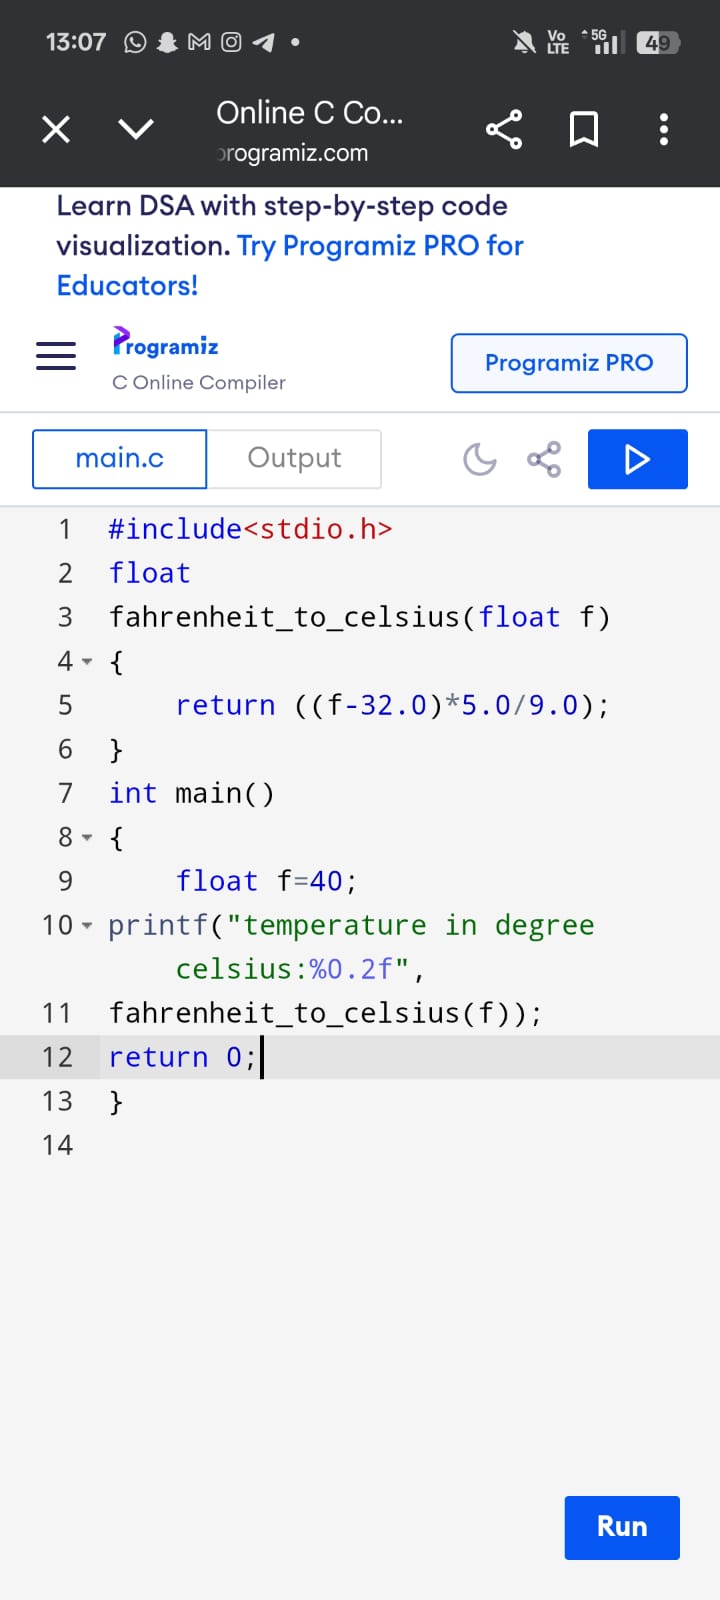 13:07
Vo
LTE
5G
49
Online C Co...
programiz.com
Learn DSA with step-by-step code
visualization. Try Programiz PRO for
Educators!
Programiz
C Online Compiler
Programiz PRO
main.c
Output
1 #include<stdio.h>
2 float
3 fahrenheit_to_celsius(float f)
4 {
5 return ((f-32.0)*5.0/9.0);
6 }
7 int main()
8 {
9 float f=40;
10 printf("temperature in degree
celsius:%0.2f",
11 fahrenheit_to_celsius(f));
12 return 0;
13 }
14
Run